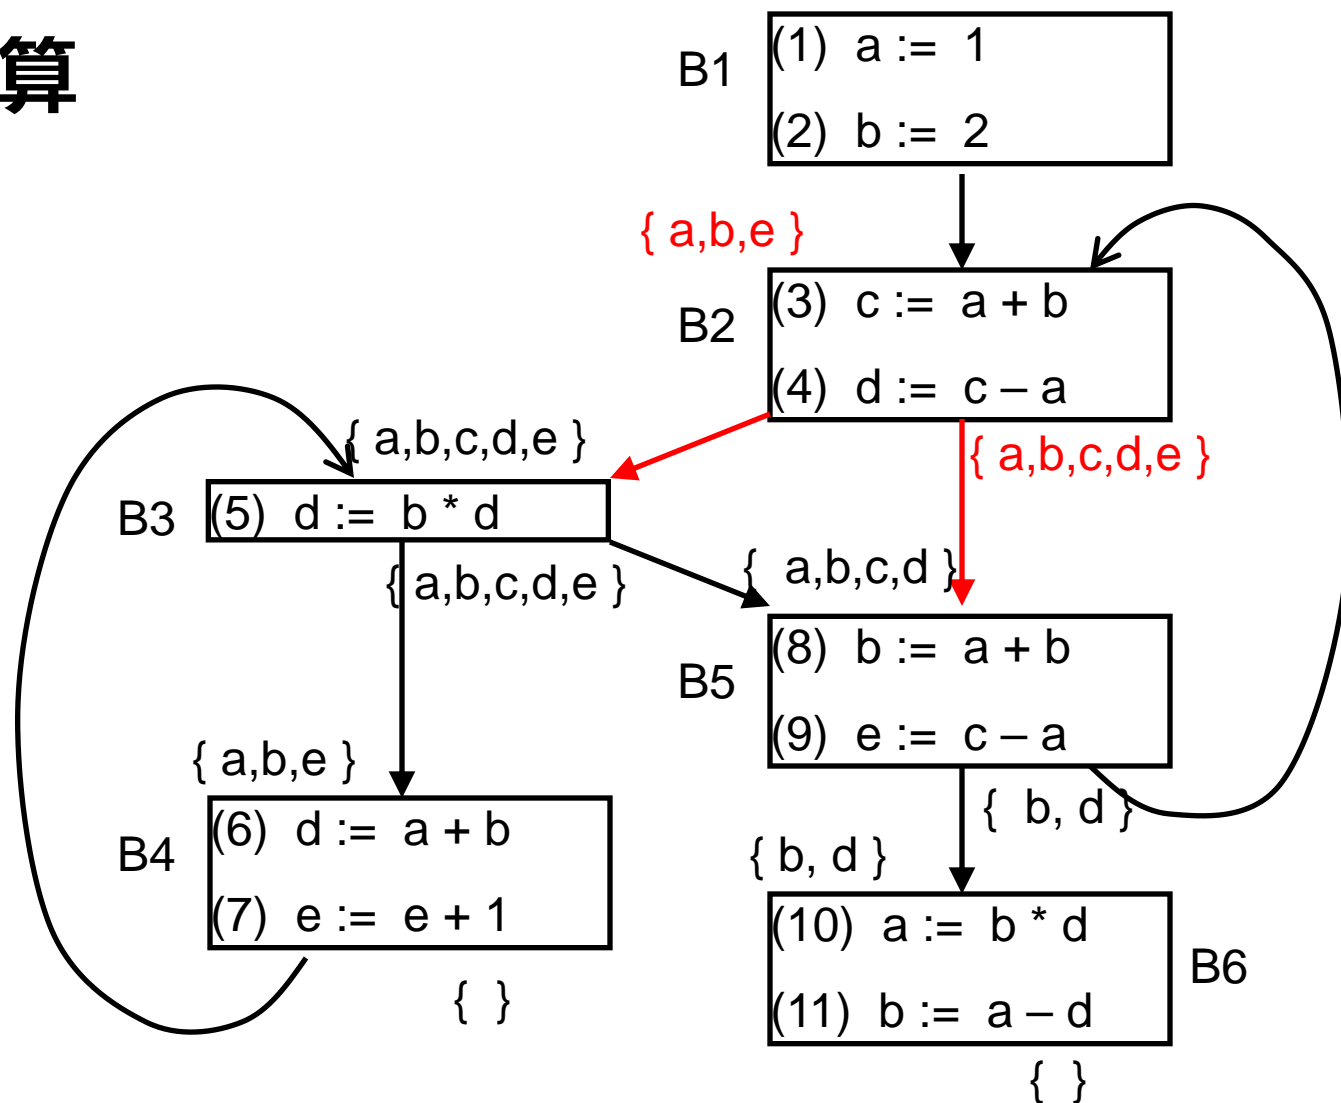 算
B1
(1) a := 1
(2) b := 2
{ a,b,e }
B2
(3) c := a + b
(4) d := c – a
{ a,b,c,d,e }
{ a,b,c,d,e }
B3
(5) d := b * d
{ a,b,c,d,e }
{ a,b,c,d }
B5
(8) b := a + b
(9) e := c – a
{ a,b,e }
B4
(6) d := a + b
(7) e := e + 1
{ }
{ b, d }
{ b, d }
(10) a := b * d
(11) b := a – d
B6
{ }